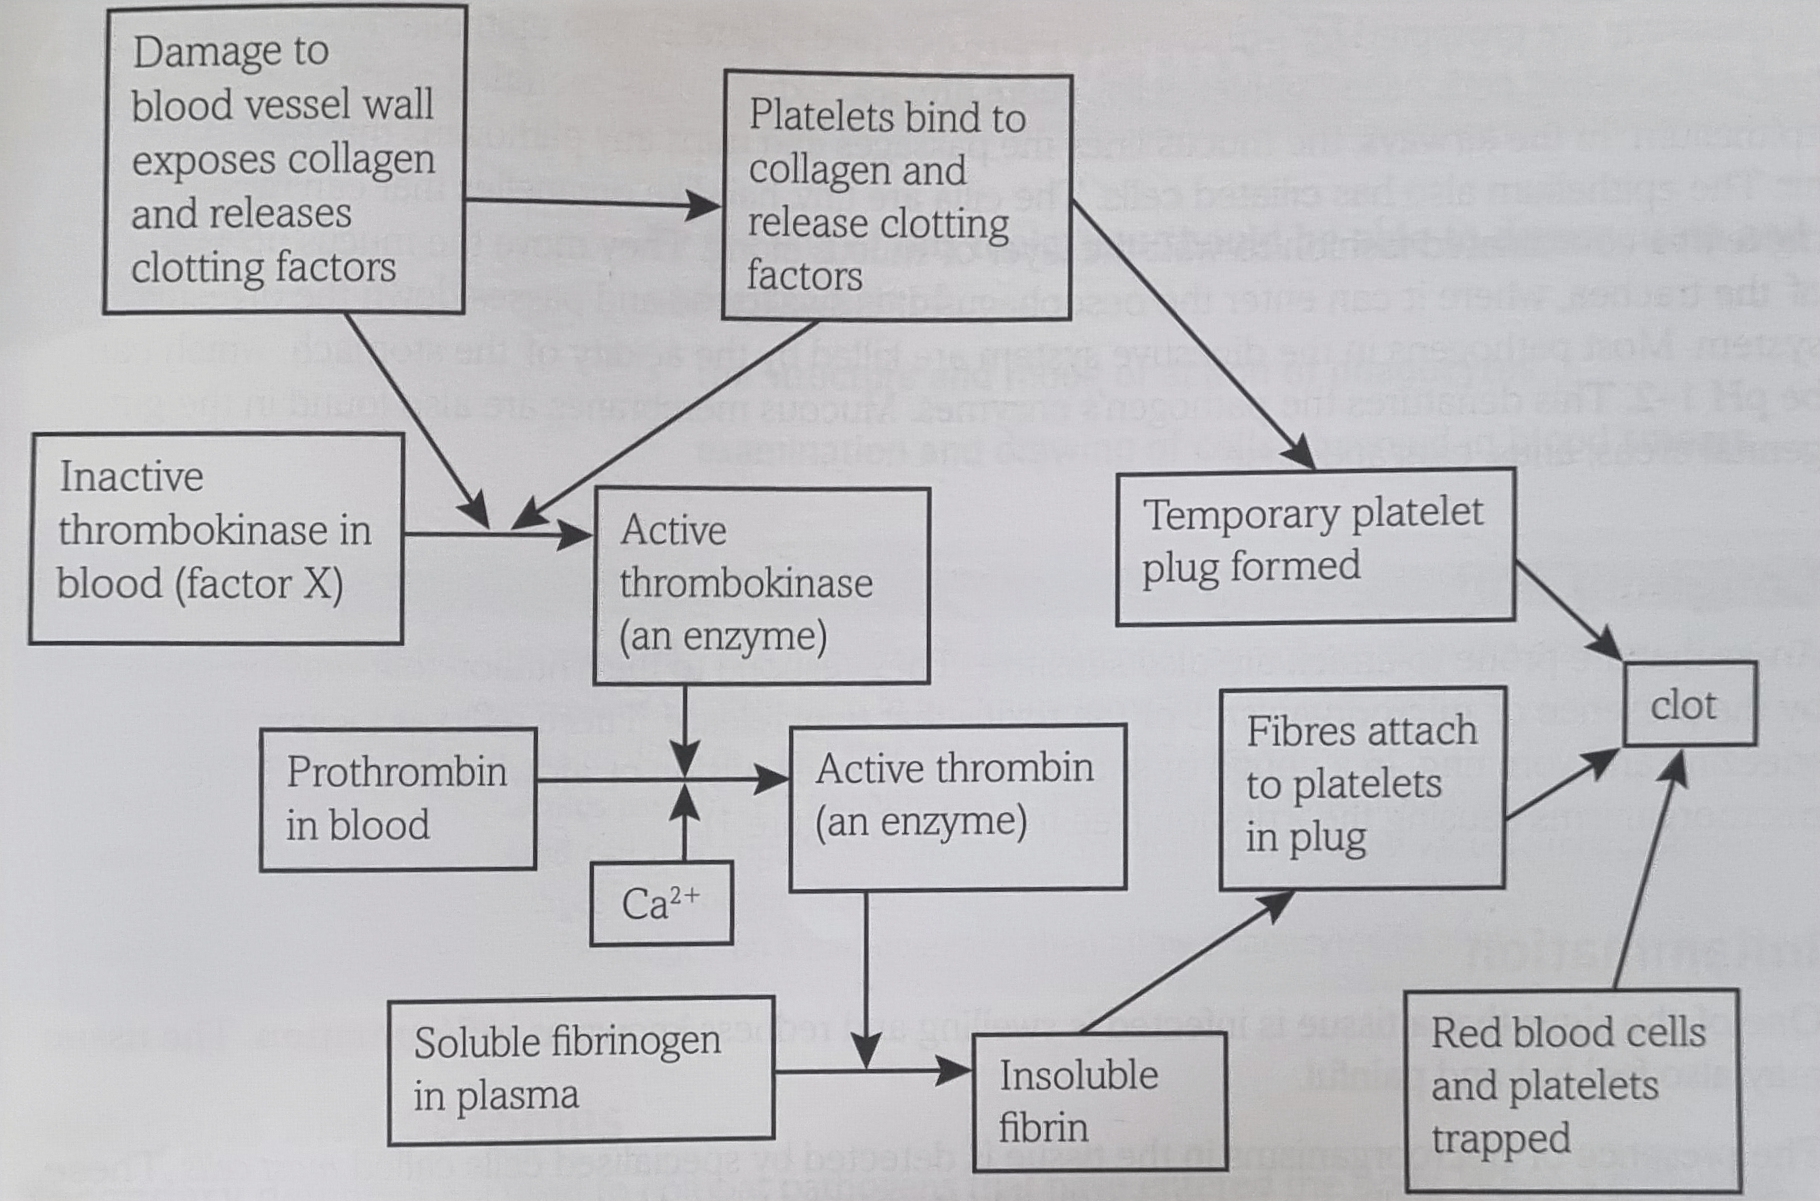 Damage to
blood vessel wall
exposes collagen
and releases
clotting factors
Platelets bind to
collagen and
release clotting
factors
Inactive
thrombokinase in
blood (factor X)
Active
thrombokinase
(an enzyme)
Temporary platelet
plug formed
clot
Prothrombin
in blood
Active thrombin
(an enzyme)
Fibres attach
to platelets
in plug
Ca²⁺
Soluble fibrinogen
in plasma
Insoluble
fibrin
Red blood cells
and platelets
trapped